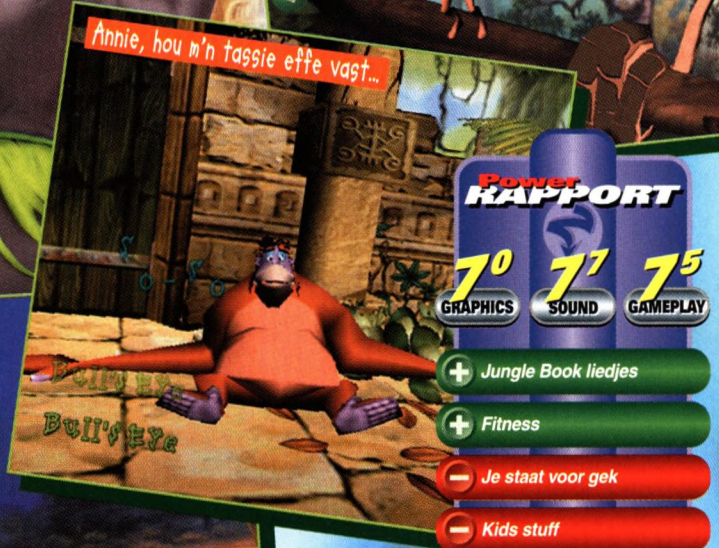 Annie, hou m'n tassie effe vast...
Bull's Eye
Bull's Eye
Power
RAPPORT
7⁰ 7⁷ 7⁵
GRAPHICS SOUND GAMEPLAY
+ Jungle Book liedjes
+ Fitness
- Je staat voor gek
- Kids stuff